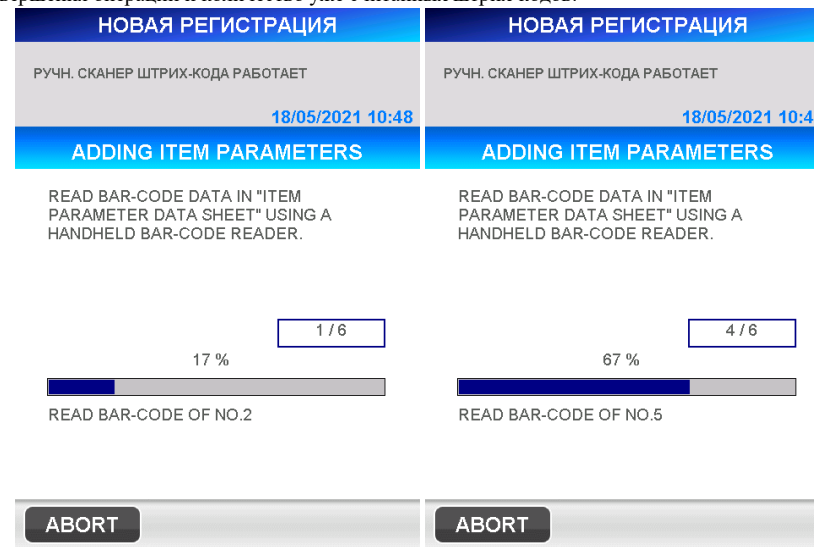 НОВАЯ РЕГИСТРАЦИЯ
РУЧН. СКАНЕР ШТРИХ-КОДА РАБОТАЕТ
18/05/2021 10:48
ADDING ITEM PARAMETERS
READ BAR-CODE DATA IN "ITEM
PARAMETER DATA SHEET" USING A
HANDHELD BAR-CODE READER.
1 / 6
17 %
READ BAR-CODE OF NO.2
ABORT
НОВАЯ РЕГИСТРАЦИЯ
РУЧН. СКАНЕР ШТРИХ-КОДА РАБОТАЕТ
18/05/2021 10:4
ADDING ITEM PARAMETERS
READ BAR-CODE DATA IN "ITEM
PARAMETER DATA SHEET" USING A
HANDHELD BAR-CODE READER.
4 / 6
67 %
READ BAR-CODE OF NO.5
ABORT